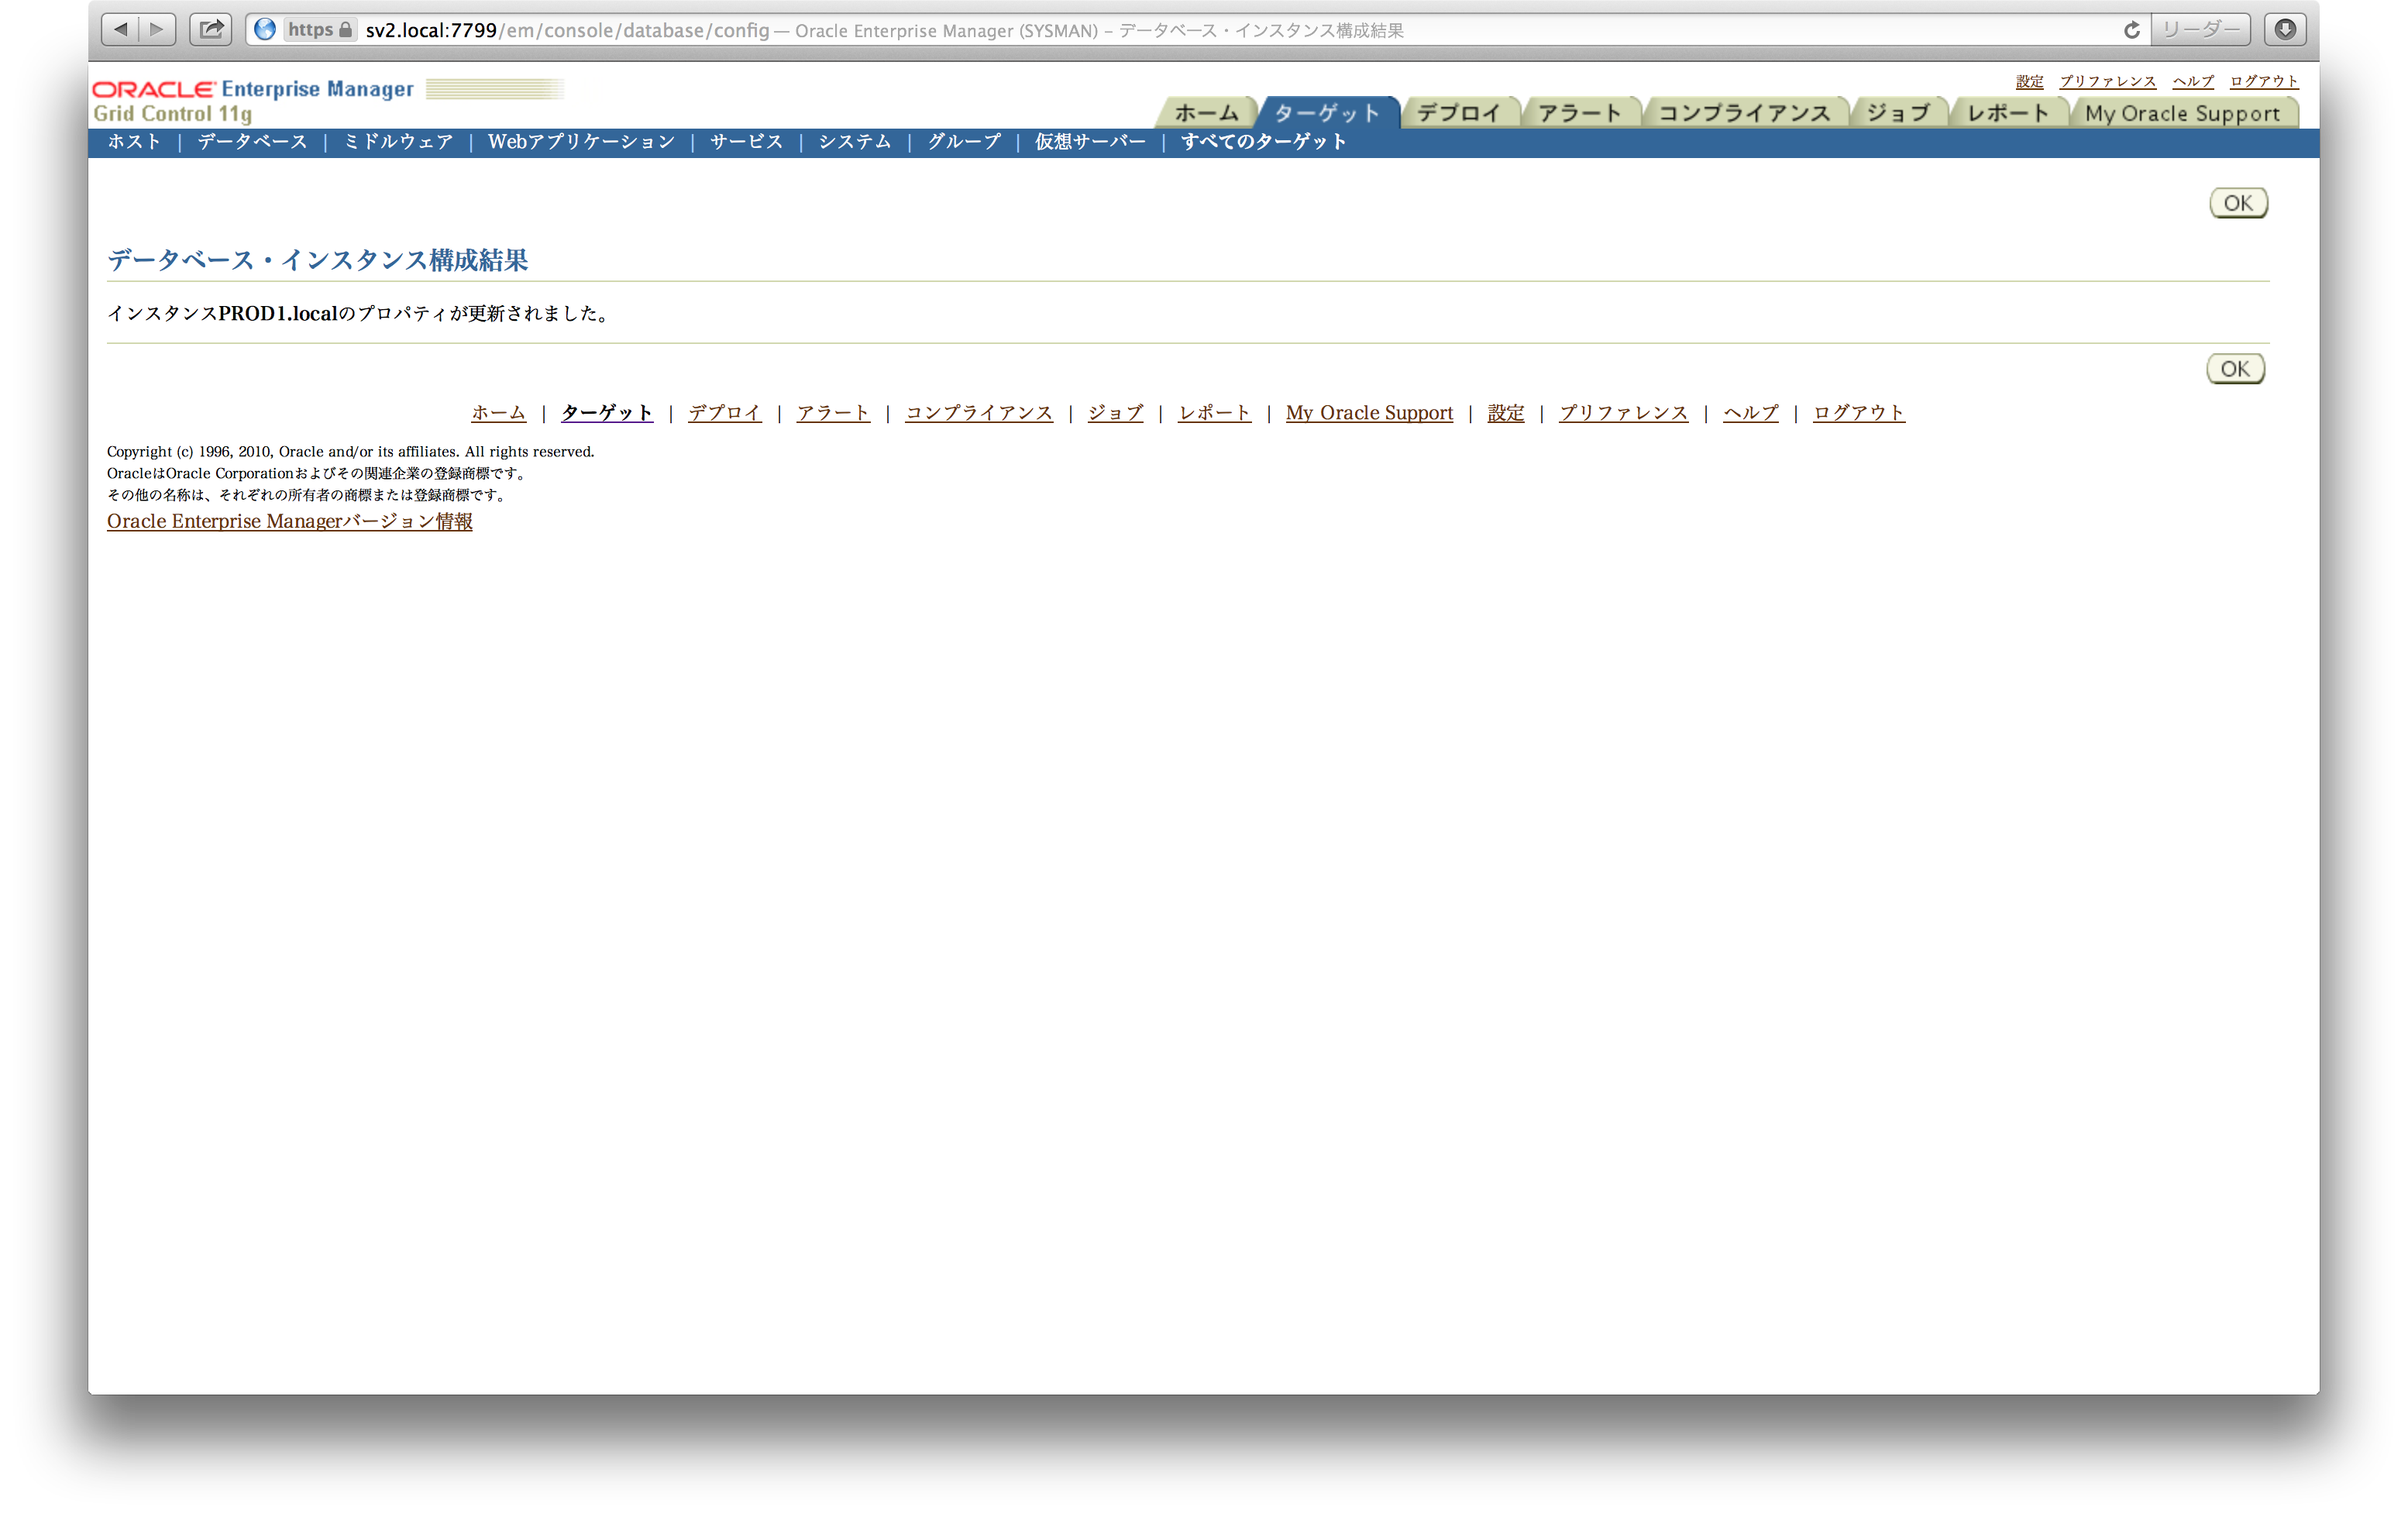 https sv2.local:7799/em/console/database/config — Oracle Enterprise Manager (SYSMAN) – データベース・インスタンス構成結果 リーダー
ORACLE Enterprise Manager
Grid Control 11g
設定 プリファレンス ヘルプ ログアウト
ホーム ターゲット デプロイ アラート コンプライアンス ジョブ レポート My Oracle Support
ホスト | データベース | ミドルウェア | Webアプリケーション | サービス | システム | グループ | 仮想サーバー | すべてのターゲット
OK
データベース・インスタンス構成結果
インスタンスPROD1.localのプロパティが更新されました。
OK
ホーム | ターゲット | デプロイ | アラート | コンプライアンス | ジョブ | レポート | My Oracle Support | 設定 | プリファレンス | ヘルプ | ログアウト
Copyright (c) 1996, 2010, Oracle and/or its affiliates. All rights reserved.
OracleはOracle Corporationおよびその関連企業の登録商標です。
その他の名称は、それぞれの所有者の商標または登録商標です。
Oracle Enterprise Managerバージョン情報